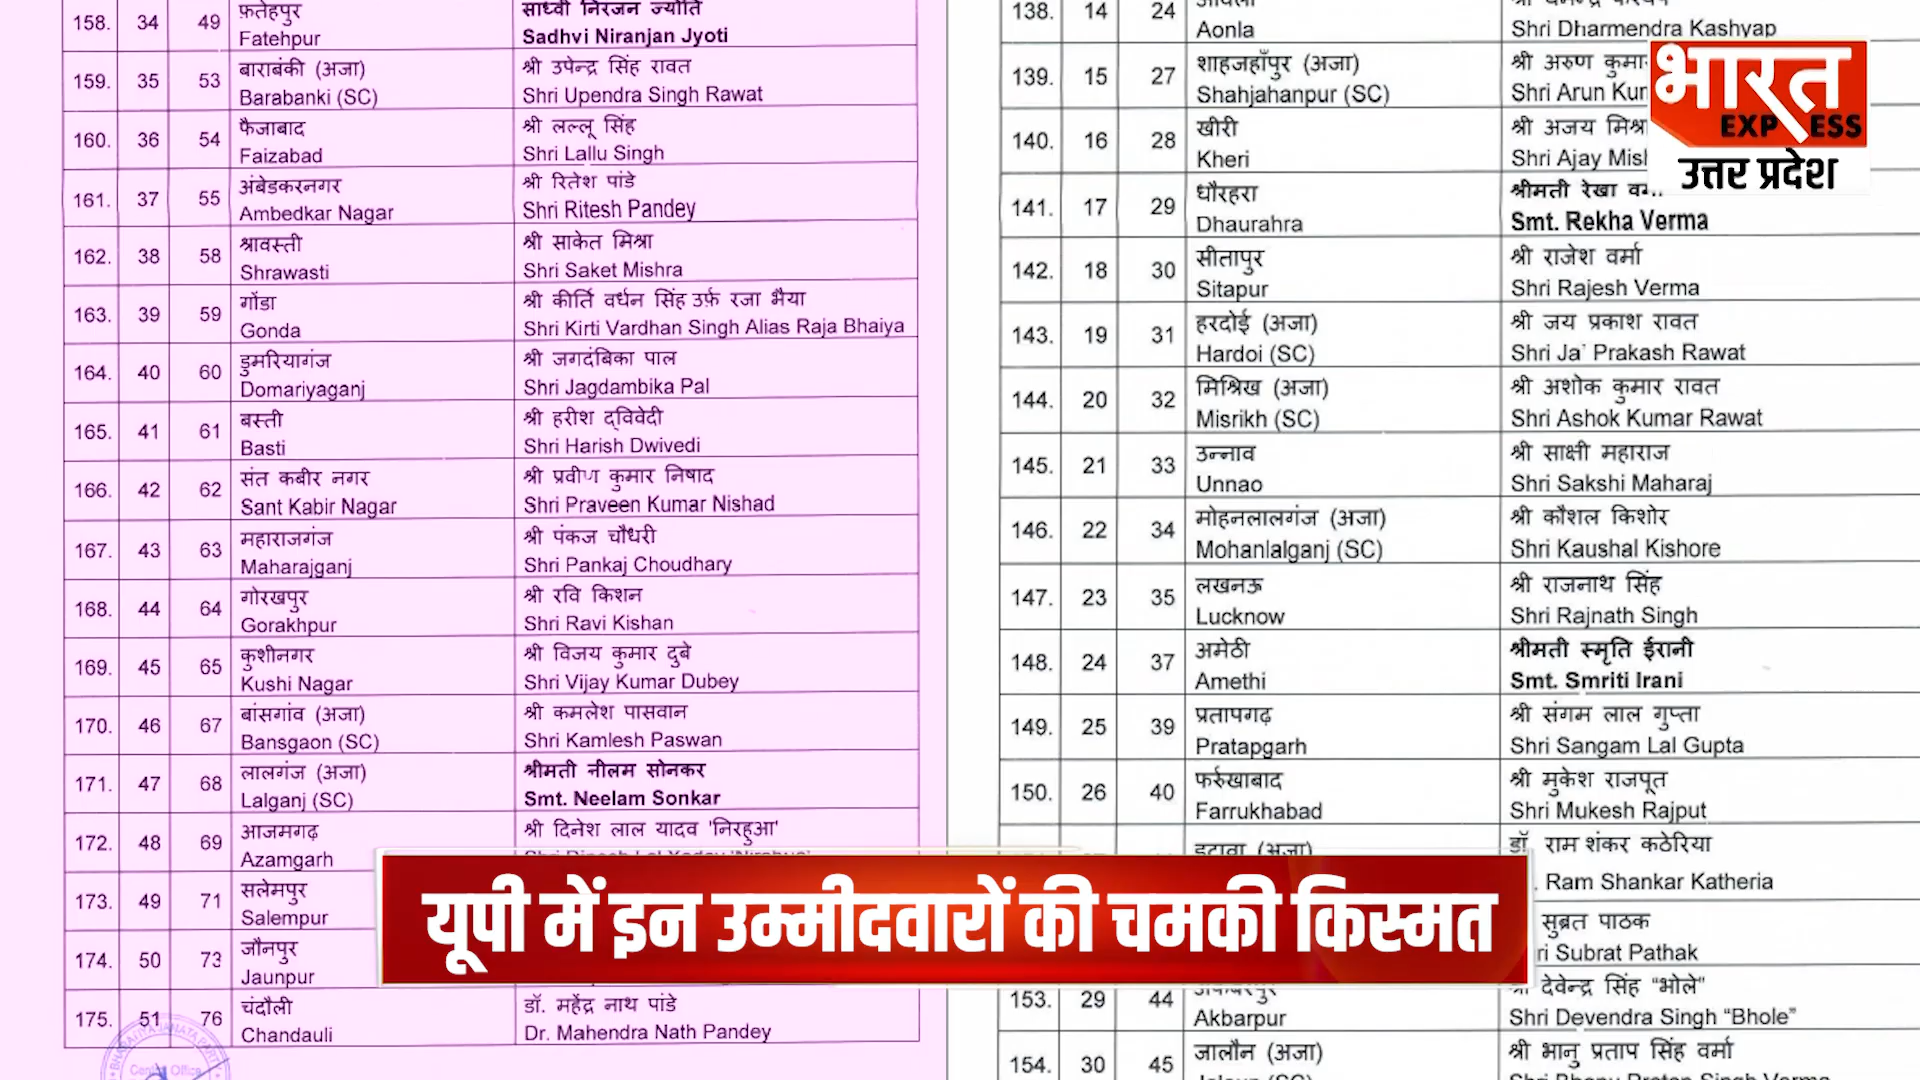 158. 34 49 फ़तेहपुर साध्वी निरंजन ज्योति
Fatehpur Sadhvi Niranjan Jyoti
159. 35 53 बाराबंकी (अजा) श्री उपेन्द्र सिंह रावत
Barabanki (SC) Shri Upendra Singh Rawat
160. 36 54 फैजाबाद श्री लल्लू सिंह
Faizabad Shri Lallu Singh
161. 37 55 अंबेडकरनगर श्री रितेश पांडे
Ambedkar Nagar Shri Ritesh Pandey
162. 38 58 श्रावस्ती श्री साकेत मिश्रा
Shrawasti Shri Saket Mishra
163. 39 59 गोंडा श्री कीर्ति वर्धन सिंह उर्फ़ रजा भैया
Gonda Shri Kirti Vardhan Singh Alias Raja Bhaiya
164. 40 60 डुमरियागंज श्री जगदंबिका पाल
Domariyaganj Shri Jagdambika Pal
165. 41 61 बस्ती श्री हरीश द्विवेदी
Basti Shri Harish Dwivedi
166. 42 62 संत कबीर नगर श्री प्रवीण कुमार निषाद
Sant Kabir Nagar Shri Praveen Kumar Nishad
167. 43 63 महाराजगंज श्री पंकज चौधरी
Maharajganj Shri Pankaj Choudhary
168. 44 64 गोरखपुर श्री रवि किशन
Gorakhpur Shri Ravi Kishan
169. 45 65 कुशीनगर श्री विजय कुमार दुबे
Kushi Nagar Shri Vijay Kumar Dubey
170. 46 67 बांसगांव (अजा) श्री कमलेश पासवान
Bansgaon (SC) Shri Kamlesh Paswan
171. 47 68 लालगंज (अजा) श्रीमती नीलम सोनकर
Lalganj (SC) Smt. Neelam Sonkar
172. 48 69 आजमगढ़ श्री दिनेश लाल यादव 'निरहुआ'
Azamgarh
173. 49 71 सलेमपुर
Salempur
174. 50 73 जौनपुर
Jaunpur
175. 51 76 चंदौली डॉ. महेंद्र नाथ पांडे
Chandauli Dr. Mahendra Nath Pandey
138. 14 24
Aonla Shri Dharmendra Kashyap
139. 15 27 शाहजहाँपुर (अजा) श्री अरुण
Shahjahanpur (SC) Shri Arun
140. 16 28 खीरी श्री अजय
Kheri Shri Ajay
141. 17 29 धौरहरा श्रीमती रेखा
Dhaurahra Smt. Rekha Verma
142. 18 30 सीतापुर श्री राजेश वर्मा
Sitapur Shri Rajesh Verma
143. 19 31 हरदोई (अजा) श्री जय प्रकाश रावत
Hardoi (SC) Shri Prakash Rawat
144. 20 32 मिश्रिख (अजा) श्री अशोक कुमार रावत
Misrikh (SC) Shri Ashok Kumar Rawat
145. 21 33 उन्नाव श्री साक्षी महाराज
Unnao Shri Sakshi Maharaj
146. 22 34 मोहनलालगंज (अजा) श्री कौशल किशोर
Mohanlalganj (SC) Shri Kaushal Kishore
147. 23 35 लखनऊ श्री राजनाथ सिंह
Lucknow Shri Rajnath Singh
148. 24 37 अमेठी श्रीमती स्मृति ईरानी
Amethi Smt. Smriti Irani
149. 25 39 प्रतापगढ़ श्री संगम लाल गुप्ता
Pratapgarh Shri Sangam Lal Gupta
150. 26 40 फर्रुखाबाद श्री मुकेश राजपूत
Farrukhabad Shri Mukesh Rajput
(अजा) डॉ. राम शंकर कठेरिया
Ram Shankar Katheria
सुब्रत पाठक
Subrat Pathak
153. 29 44 श्री देवेन्द्र सिंह “भोले”
Akbarpur Shri Devendra Singh “Bhole”
154. 30 45 जालौन (अजा) श्री भानु प्रताप सिंह वर्मा
भारत
EXPRESS
उत्तर प्रदेश
यूपी में इन उम्मीदवारों की चमकी किस्मत